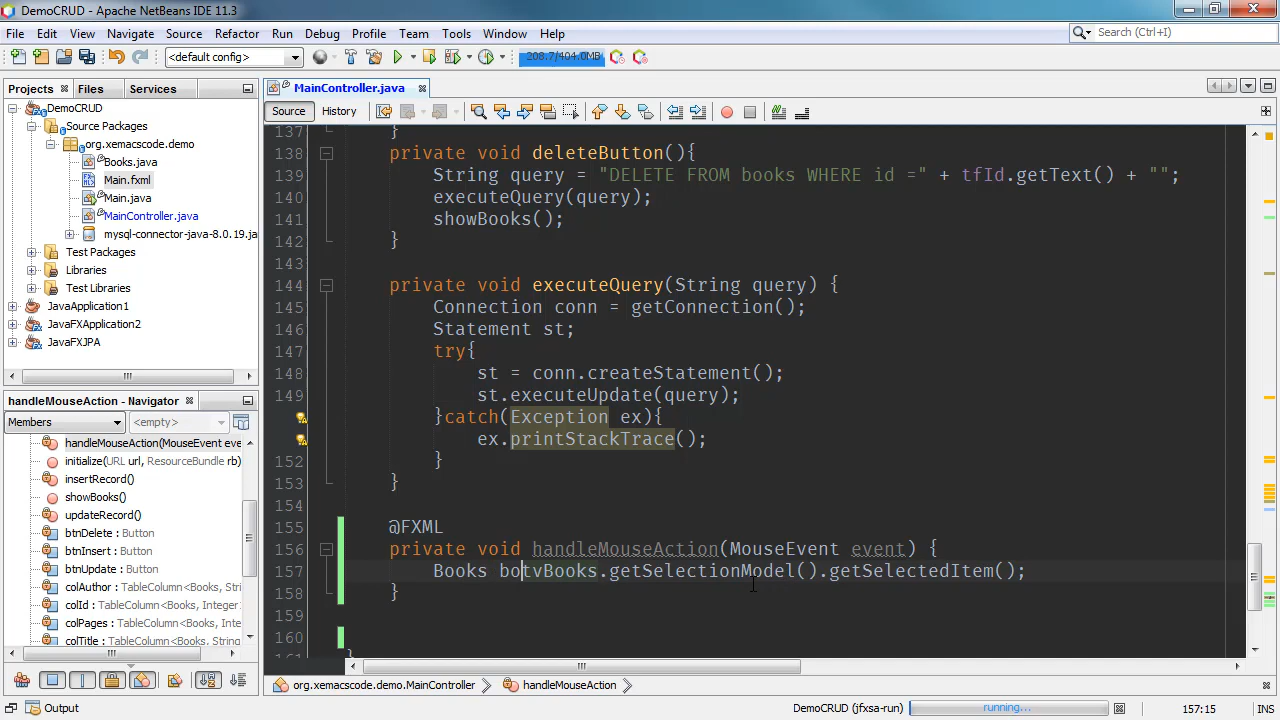 DemoCRUD - Apache NetBeans IDE 11.3
File Edit View Navigate Source Refactor Run Debug Profile Team Tools Window Help
Search (Ctrl+I)
<default config>
208.7/404.0MB
Projects Files Services
MainController.java
Source History
DemoCRUD
Source Packages
org.xemacscode.demo
Books.java
Main.fxml
Main.java
MainController.java
mysql-connector-java-8.0.19.ja
Test Packages
Libraries
Test Libraries
JavaApplication1
JavaFXApplication2
JavaFXJPA
handleMouseAction - Navigator
Members
<empty>
handleMouseAction(MouseEvent eve
initialize(URL url, ResourceBundle rb)
insertRecord()
showBooks()
updateRecord()
btnDelete : Button
btnInsert : Button
btnUpdate : Button
colAuthor : TableColumn<Books, String
colId : TableColumn<Books, Integer
colPages : TableColumn<Books, Integer
colTitle : TableColumn<Books, String
137 }
138 private void deleteButton(){
139 String query = "DELETE FROM books WHERE id =" + tfId.getText() + "";
140 executeQuery(query);
141 showBooks();
142 }
143
144 private void executeQuery(String query) {
145 Connection conn = getConnection();
146 Statement st;
147 try{
148 st = conn.createStatement();
149 st.executeUpdate(query);
}catch(Exception ex){
ex.printStackTrace();
152 }
153 }
154
155 @FXML
156 private void handleMouseAction(MouseEvent event) {
157 Books botvBooks.getSelectionModel().getSelectedItem();
158 }
159
160
161 }
org.xemacscode.demo.MainController handleMouseAction
Output
DemoCRUD (jfxsa-run) running... 157:15 INS